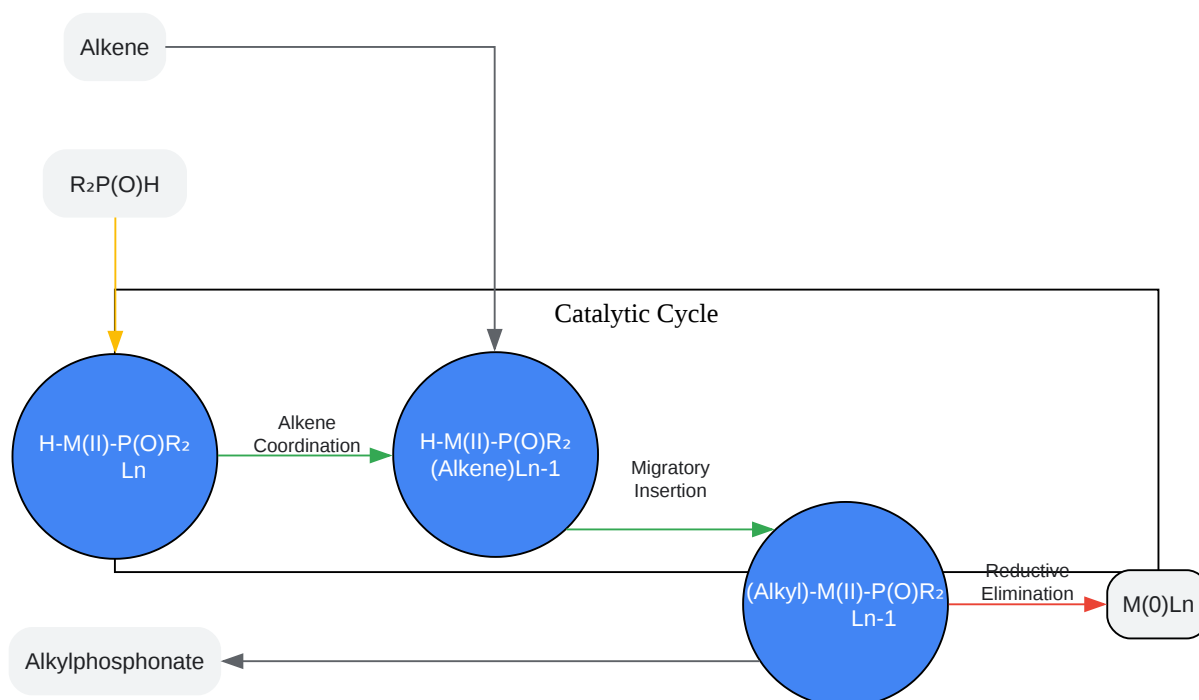 Alkene
R₂P(O)H
Catalytic Cycle
H-M(II)-P(O)R₂
Ln
Alkene
Coordination
H-M(II)-P(O)R₂
(Alkene)Ln-1
Migratory
Insertion
(Alkyl)-M(II)-P(O)R₂
Ln-1
Reductive
Elimination
M(0)Ln
Alkylphosphonate